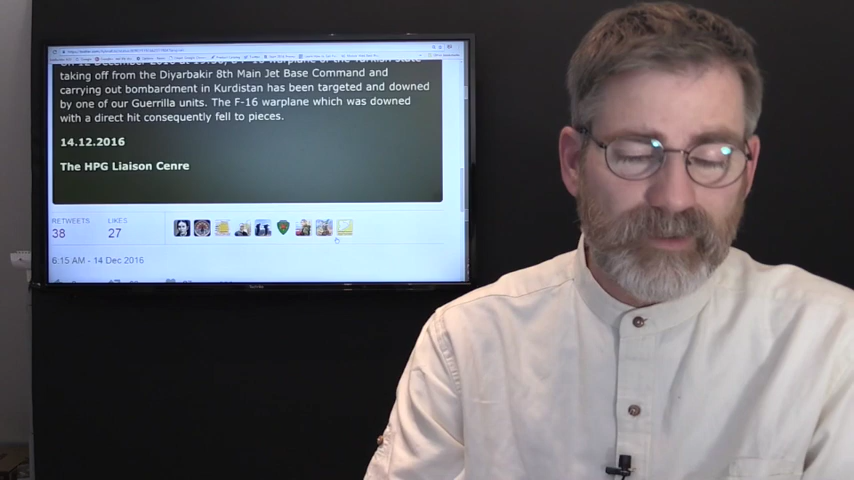 taking off from the Diyarbakir 8th Main Jet Base Command and
carrying out bombardment in Kurdistan has been targeted and downed
by one of our Guerrilla units. The F-16 warplane which was downed
with a direct hit consequently fell to pieces.
14.12.2016
The HPG Liaison Cenre
RETWEETS
LIKES
38
27
6:15 AM - 14 Dec 2016